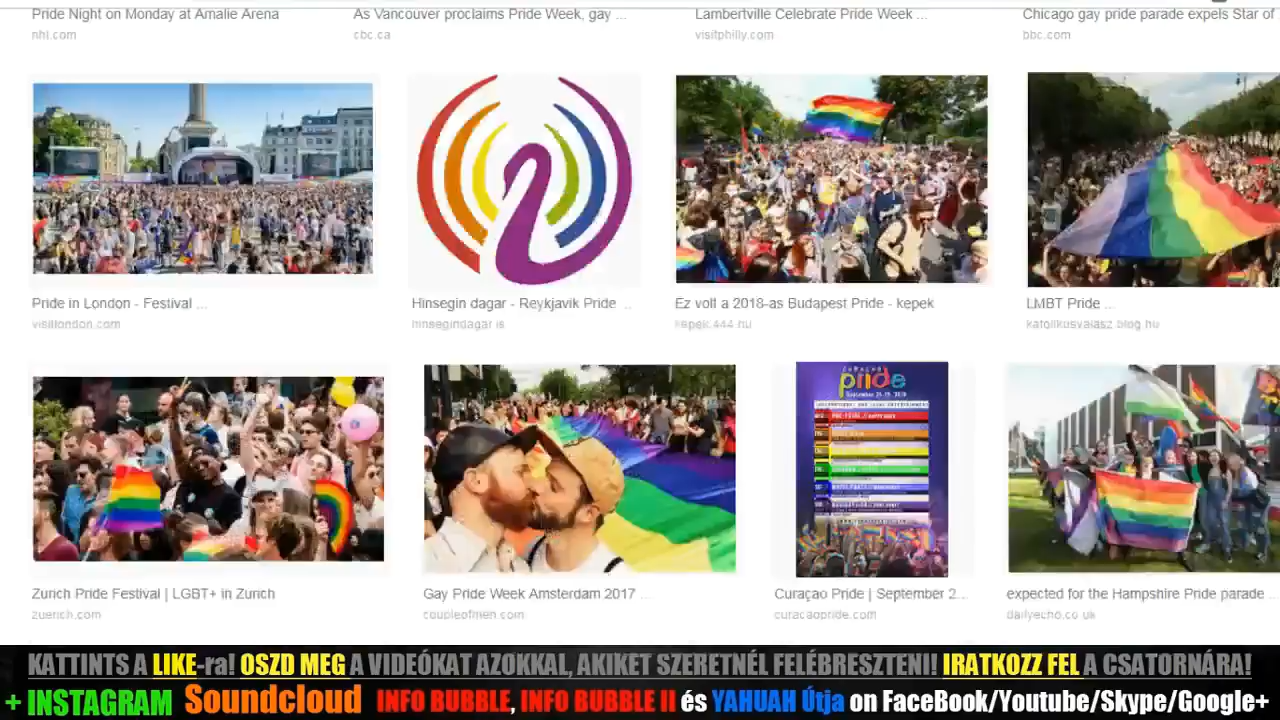 Pride Night on Monday at Amalie Arena
As Vancouver proclaims Pride Week, gay ...
Lambertville Celebrate Pride Week ...
Chicago gay pride parade expels Star of
nhl.com
cbc.ca
visitphilly.com
bbc.com
Pride in London - Festival ...
Hinsegin dagar - Reykjavik Pride ...
Ez volt a 2018-as Budapest Pride - képek
LMBT Pride ...
visitlondon.com
hinsegindagar.is
kepek.444.hu
katolikusvalasz.blog.hu
pride
Zurich Pride Festival | LGBT+ in Zurich
Gay Pride Week Amsterdam 2017 ...
Curaçao Pride | September 2...
expected for the Hampshire Pride parade ...
zuerich.com
coupleofmen.com
curacaopride.com
dailyecho.co.uk
KATTINTS A LIKE-ra! OSZD MEG A VIDEÓKAT AZOKKAL, AKIKET SZERETNÉL FELÉBRESZTENI! IRATKOZZ FEL A CSATORNÁRA!
+ INSTAGRAM Soundcloud INFO BUBBLE, INFO BUBBLE II és YAHUAH Útja on FaceBook/Youtube/Skype/Google+